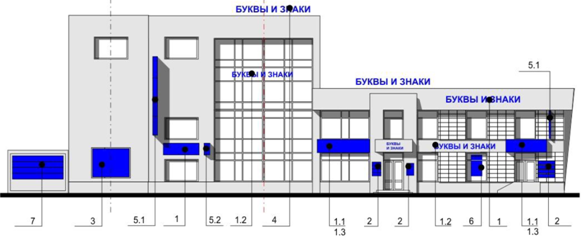 БУКВЫ И ЗНАКИ
БУКВЫ И ЗНАКИ
БУКВЫ И ЗНАКИ
5.1
БУКВЫ И ЗНАКИ
БУКВЫ
И ЗНАКИ
БУКВЫ И ЗНАКИ
7 3 5.1 1 5.2 1.2 4 1.1 2 2 1.2 6 1 1.1 2
1.3 1.3